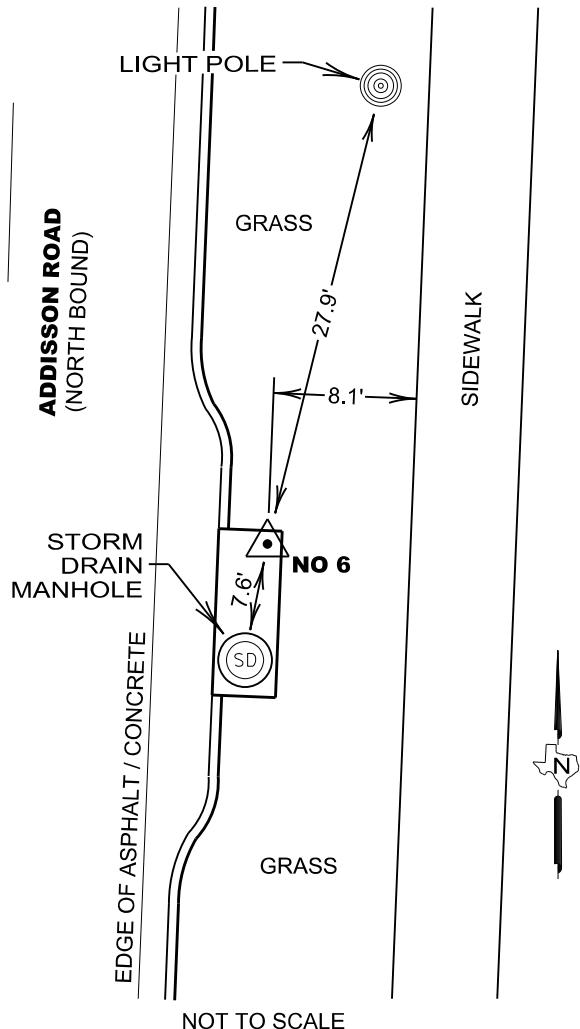 LIGHT POLE
GRASS
ADDISSON ROAD
(NORTH BOUND)
27.9'
SIDEWALK
8.1'
STORM
DRAIN
MANHOLE
NO 6
7.6'
SD
EDGE OF ASPHALT / CONCRETE
N
GRASS
NOT TO SCALE